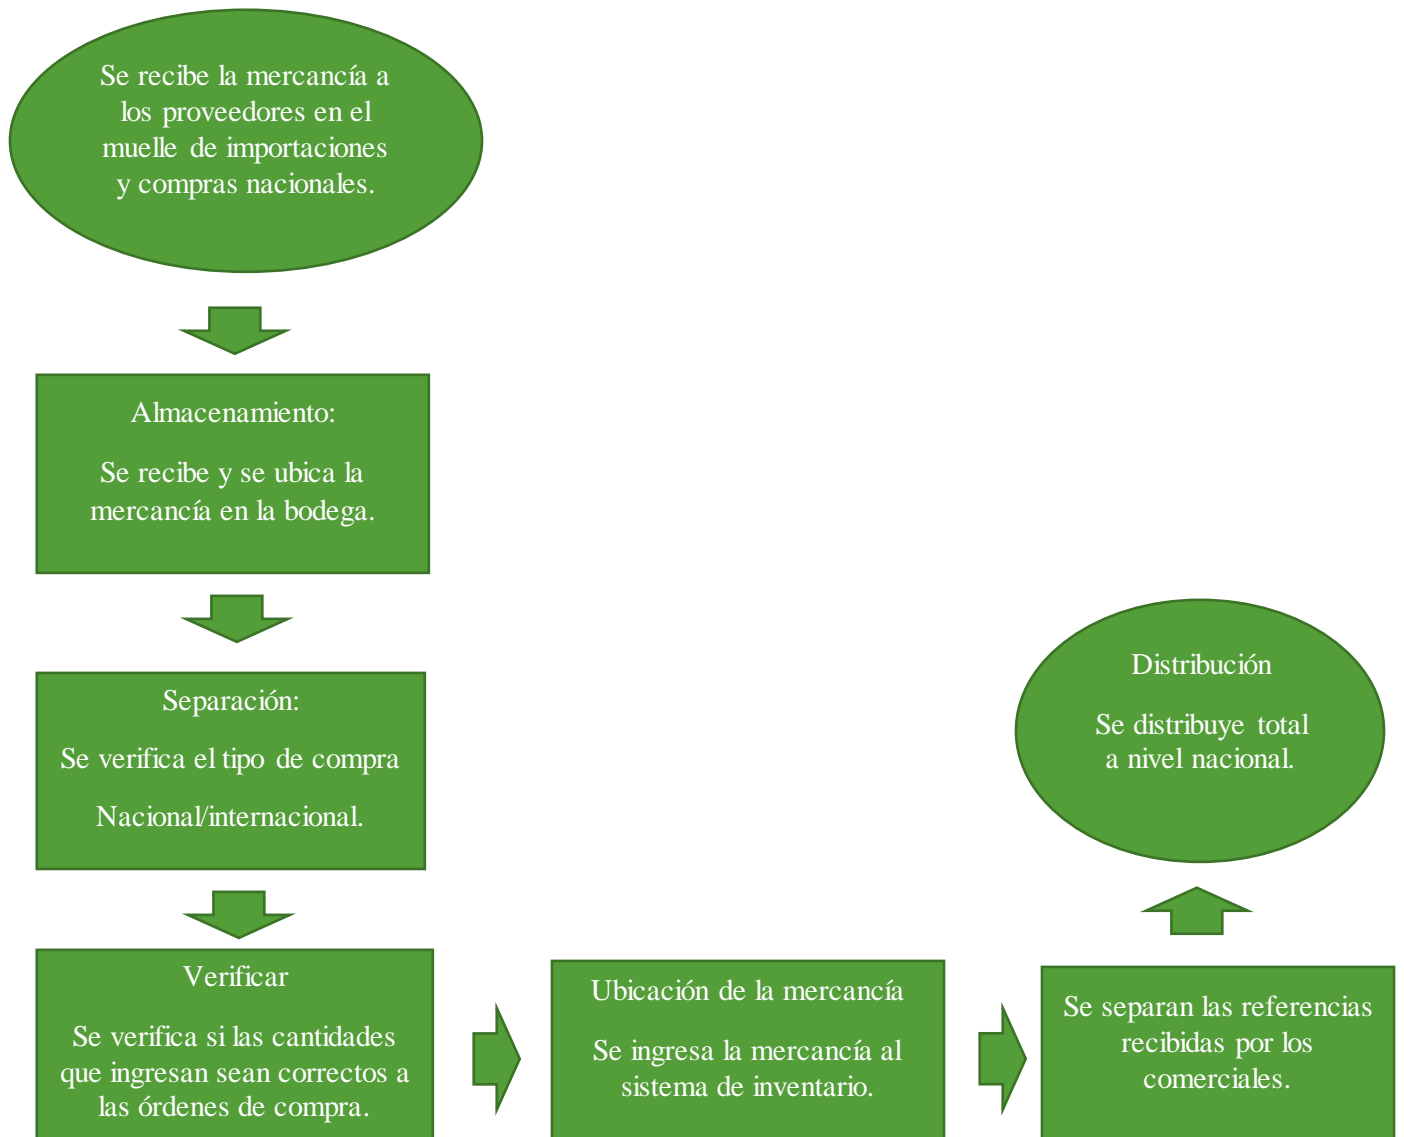 Se recibe la mercancía a
los proveedores en el
muelle de importaciones
y compras nacionales.
Almacenamiento:
Se recibe y se ubica la
mercancía en la bodega.
Separación:
Se verifica el tipo de compra
Nacional/internacional.
Verificar
Se verifica si las cantidades
que ingresan sean correctos a
las órdenes de compra.
Ubicación de la mercancía
Se ingresa la mercancía al
sistema de inventario.
Se separan las referencias
recibidas por los
comerciales.
Distribución
Se distribuye total
a nivel nacional.